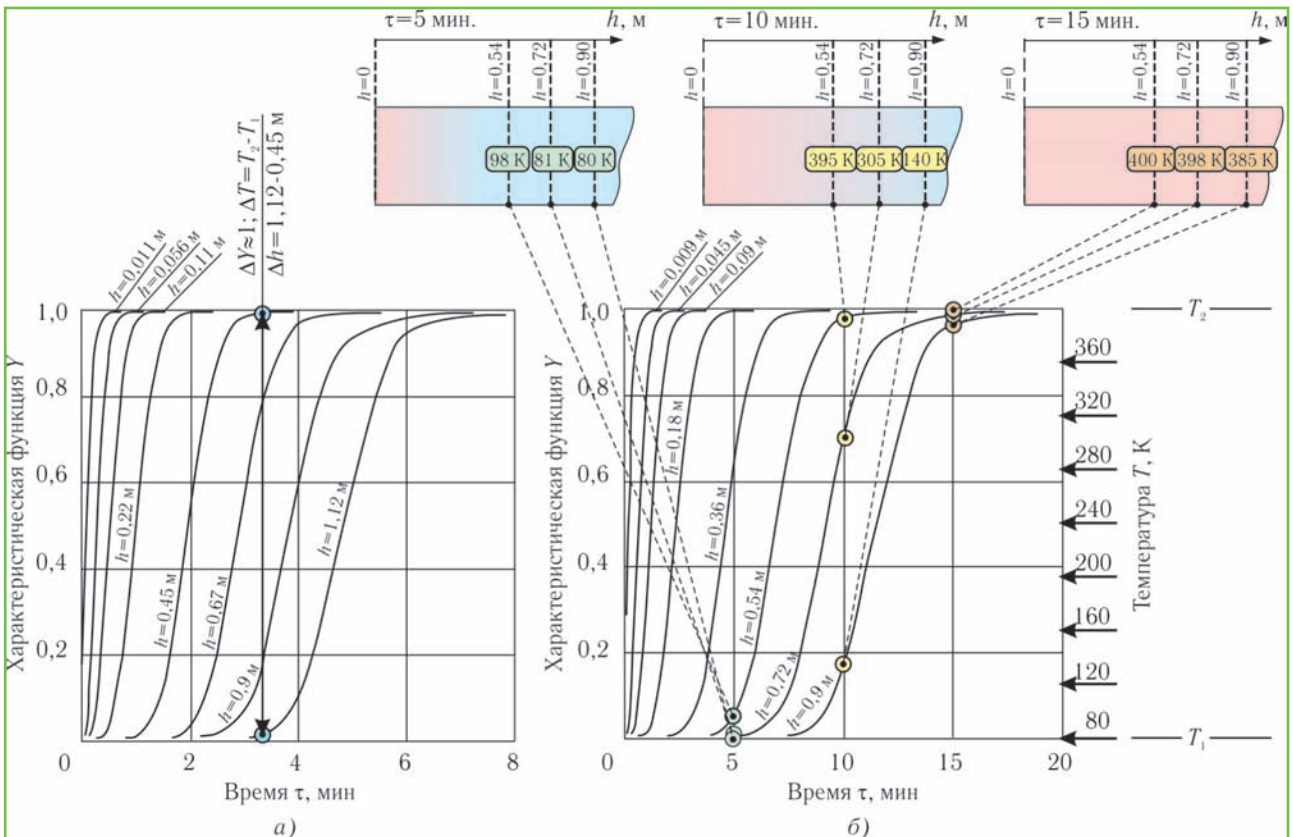 τ=5 мин.
h, м
h=0
h=0,54
h=0,72
h=0,90
98 К
81 К
80 К
τ=10 мин.
h, м
h=0
h=0,54
h=0,72
h=0,90
395 К
305 К
140 К
τ=15 мин.
h, м
h=0
h=0,54
h=0,72
h=0,90
400 К
398 К
385 К
ΔY≈1; ΔT=T₂-T₁
Δh=1,12-0,45 м
h=0,011 м
h=0,056 м
h=0,11 м
h=0,22 м
h=0,45 м
h=0,67 м
h=0,9 м
h=1,12 м
Характеристическая функция Y
1,0
0,8
0,6
0,4
0,2
0
2
4
6
8
Время τ, мин
а)
h=0,009 м
h=0,045 м
h=0,09 м
h=0,18 м
h=0,36 м
h=0,54 м
h=0,72 м
h=0,9 м
Характеристическая функция Y
1,0
0,8
0,6
0,4
0,2
0
5
10
15
20
Время τ, мин
б)
T₂
360
320
280
240
200
160
120
80
T₁
Температура T, К